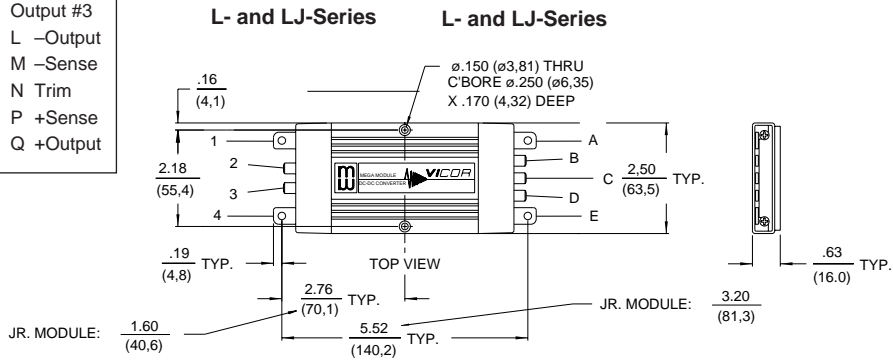 Output #3
L –Output
M –Sense
N Trim
P +Sense
Q +Output
L- and LJ-Series
L- and LJ-Series
ø.150 (ø3,81) THRU
C'BORE ø.250 (ø6,35)
X .170 (4,32) DEEP
.16
(4,1)
1
2
3
4
2.18
(55,4)
MEGA MODULE
DC-DC CONVERTER
VICOR
A
B
C
D
E
2,50
(63,5)
TYP.
.19
(4,8)
TYP.
TOP VIEW
.63
(16.0)
TYP.
2.76
(70,1)
TYP.
JR. MODULE: 3.20
(81,3)
JR. MODULE: 1.60
(40,6)
5.52
(140,2)
TYP.